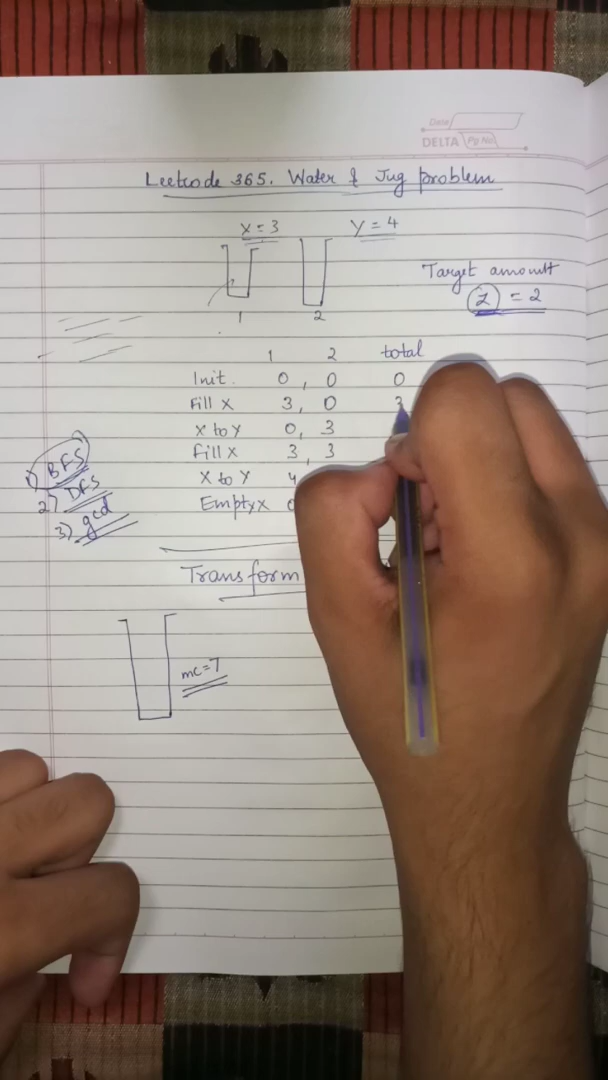 Date
DELTA Pg No.
Leetcode 365. Water & Jug problem
X = 3 Y = 4
1 2
Target amount
Z = 2
1 2 total
Init. 0 , 0 0
Fill X 3, 0 3
X to Y 0, 3
Fill X 3 , 3
X to Y
Empty X
1) BFS
2) DFS
3) gcd
Transform
mc = 7